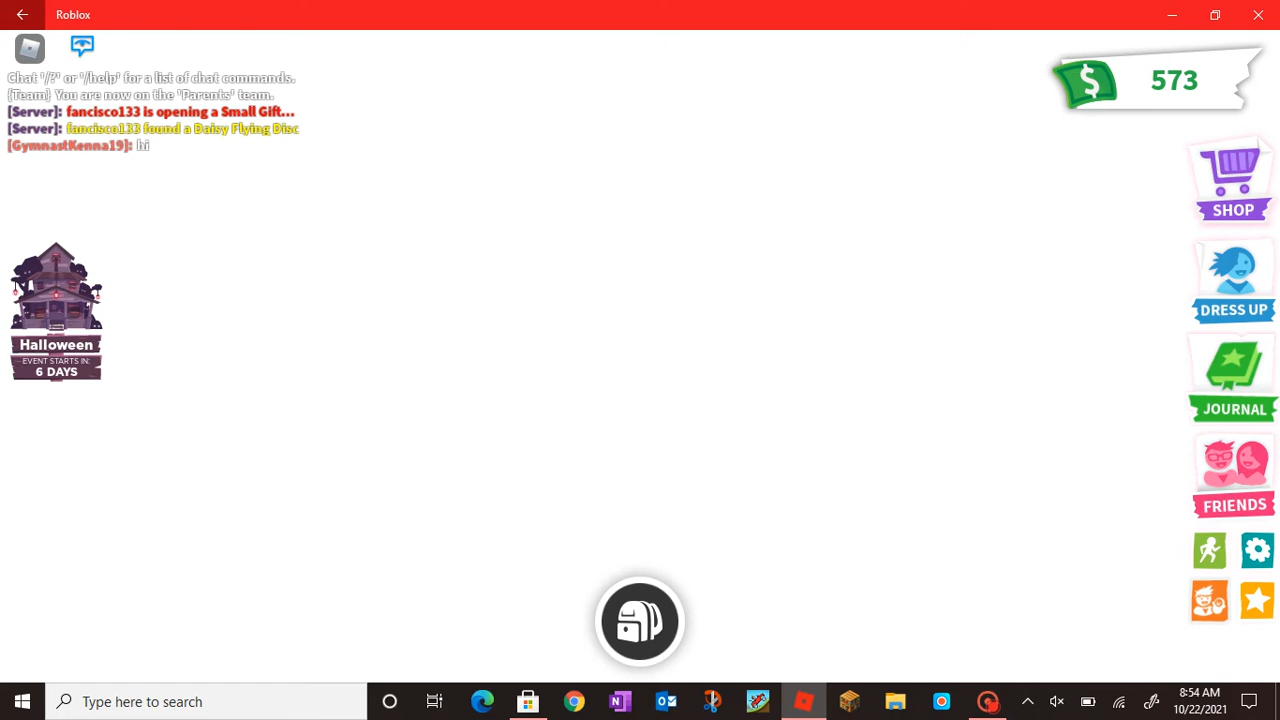 Roblox
Chat '/?' or '/help' for a list of chat commands.
{Team} You are now on the 'Parents' team.
[Server]: fancisco133 is opening a Small Gift...
[Server]: fancisco133 found a Daisy Flying Disc
[GymnastKenna19]: hi
$ 573
SHOP
DRESS UP
JOURNAL
FRIENDS
Halloween
EVENT STARTS IN:
6 DAYS
Type here to search
8:54 AM
10/22/2021